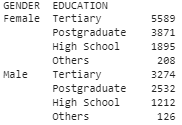 GENDER  EDUCATION
Female  Tertiary        5589
        Postgraduate    3871
        High School     1895
        Others           208
Male    Tertiary        3274
        Postgraduate    2532
        High School     1212
        Others           126